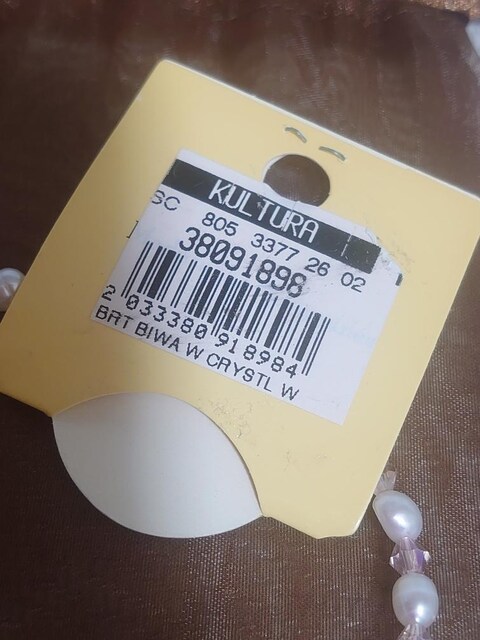 KULTURA
SC 805 3377 26 02
38091898
2 033380 918984
BRT BIWA W CRYSTL W